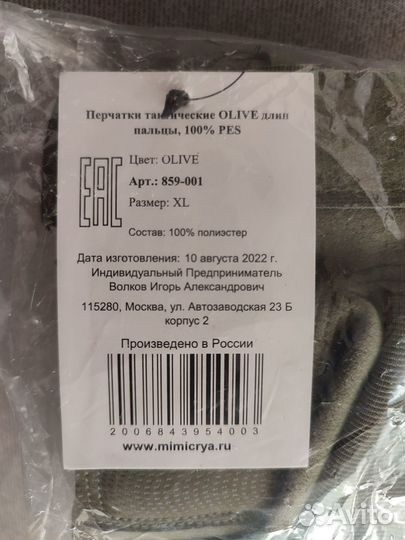 Перчатки тактические OLIVE длин
пальцы, 100% PES
EAC
Цвет: OLIVE
Арт.: 859-001
Размер: XL
Состав: 100% полиэстер
Дата изготовления: 10 августа 2022 г.
Индивидуальный Предприниматель
Волков Игорь Александрович
115280, Москва, ул. Автозаводская 23 Б
корпус 2
Произведено в России
2006843954003
www.mimicrya.ru
Avito